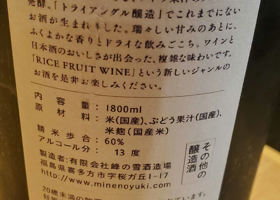 発酵。「トライアングル醸造」でこれまでにない
お酒が生まれました。瑞々しい甘みのあとに、
ふくよかな香りとドライな飲みごこち。ワインと
日本酒のおいしさが出会った、複雑な味わいです。
「RICE FRUIT WINE」という新しいジャンルの
お酒を是非お楽しみください。
内容量：1800ml
原材料：米(国産)、ぶどう果汁(国産)、
米麹(国産米)
精米歩合：60%
アルコール分：13度
製造者：有限会社峰の雪酒造場
福島県喜多方市字桜ガ丘1-17
http://www.minenoyuki.com/
その他の
醸造酒